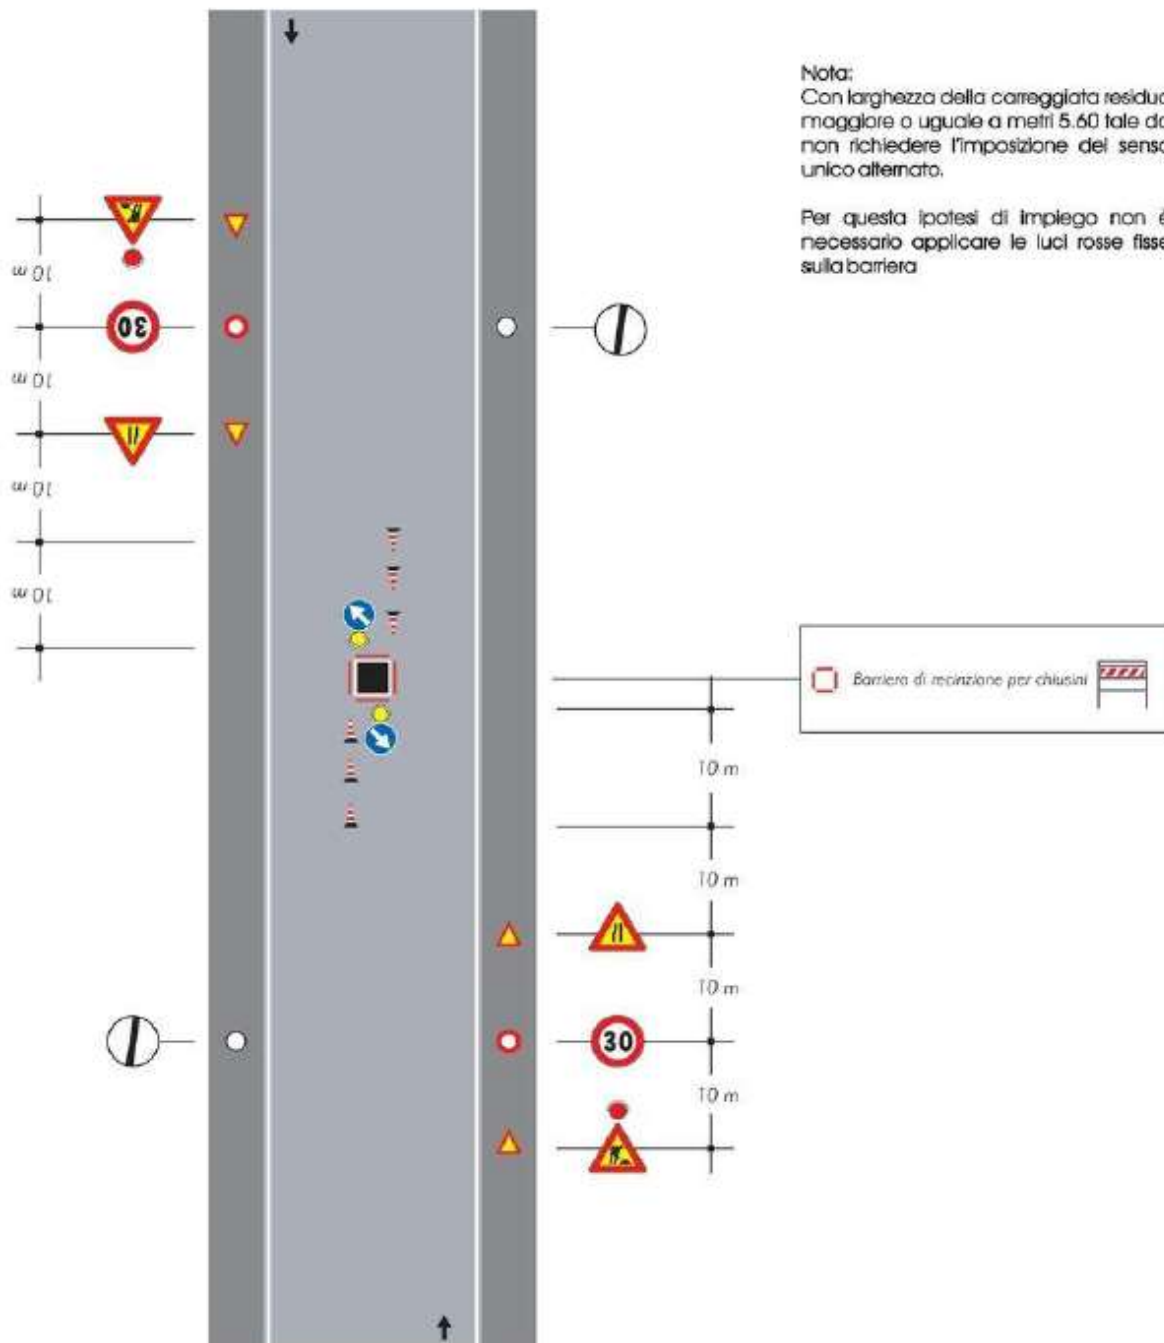 Nota:
Con larghezza della carreggiata residua
maggiore o uguale a metri 5.60 tale da
non richiedere l'imposizione del senso
unico alternato.
Per questa ipotesi di impiego non è
necessario applicare le luci rosse fisse
sulla barriera
10 m
30
10 m
10 m
10 m
Barriera di recinzione per chiusini
10 m
10 m
10 m
30
10 m